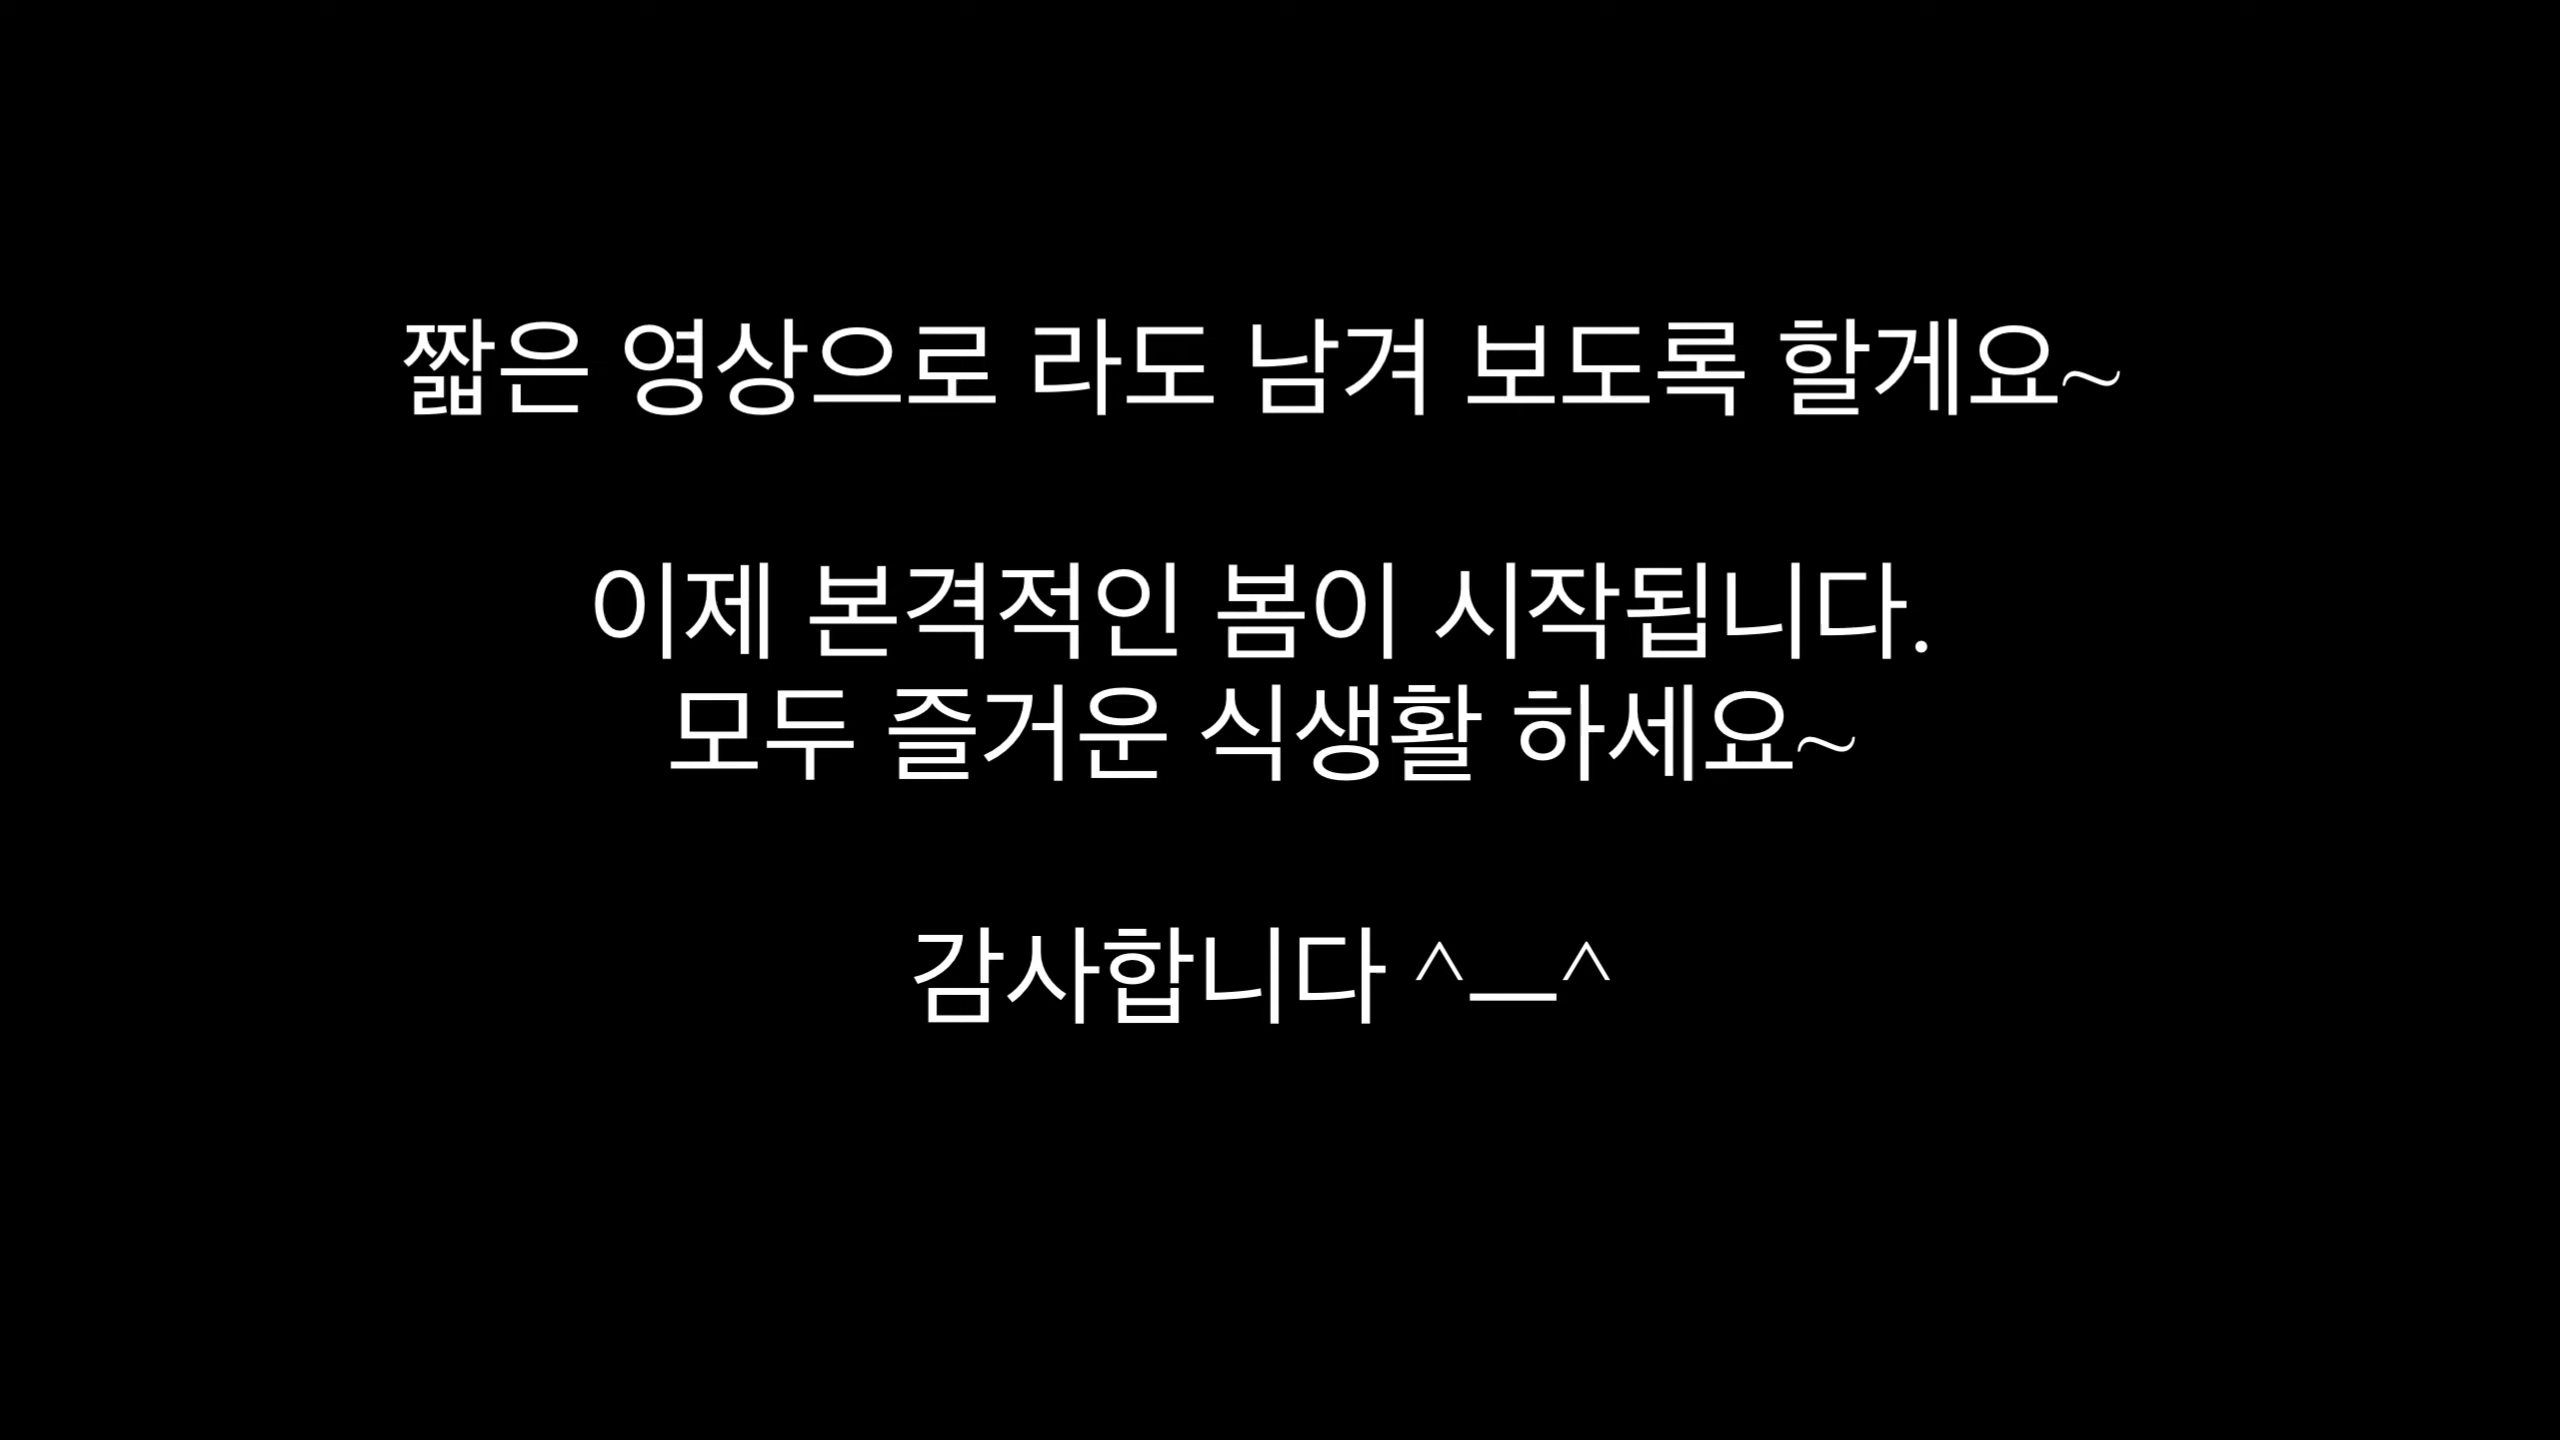 짧은 영상으로 라도 남겨 보도록 할게요~
이제 본격적인 봄이 시작됩니다.
모두 즐거운 식생활 하세요~
감사합니다 ^ㅡ^